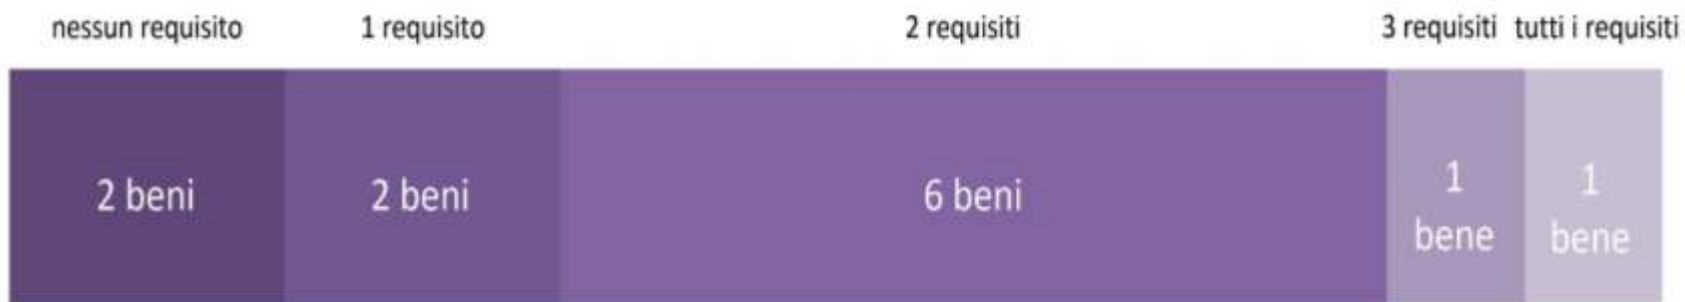 nessun requisito 1 requisito 2 requisiti 3 requisiti tutti i requisiti
2 beni 2 beni 6 beni 1 bene 1 bene